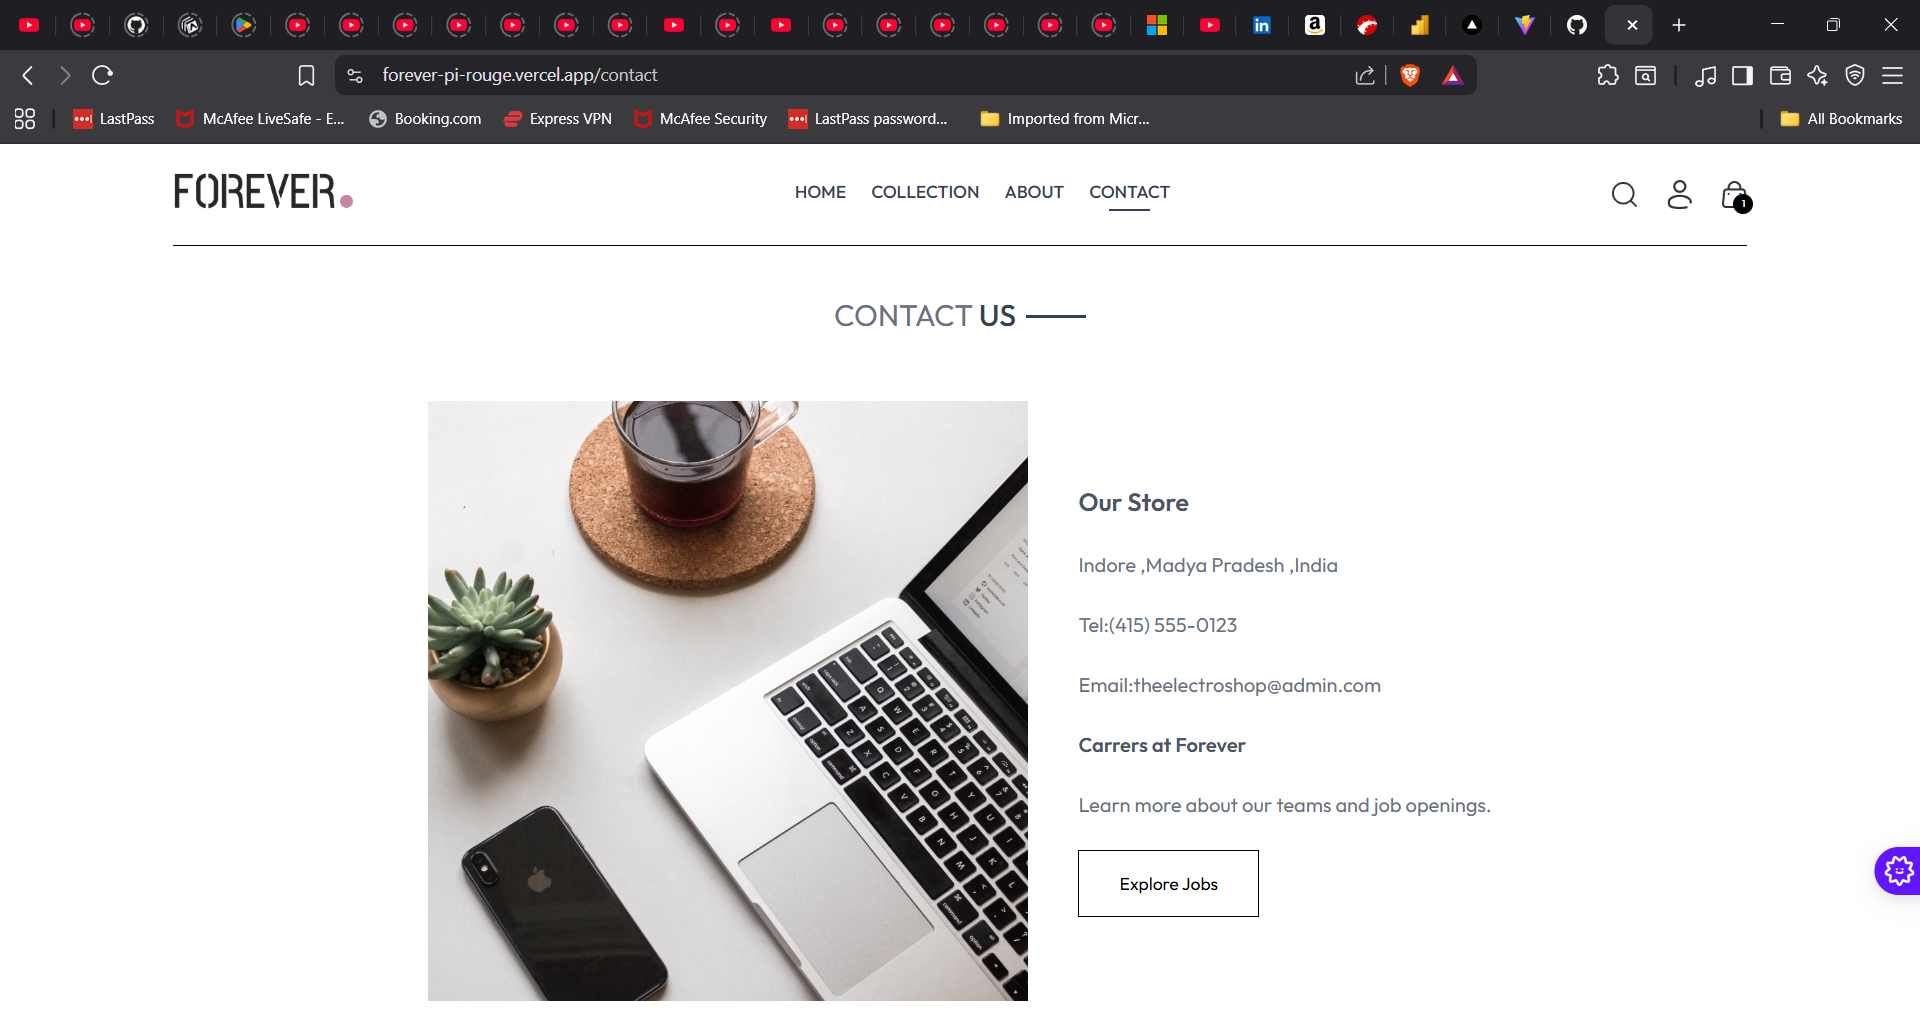 forever-pi-rouge.vercel.app/contact
LastPass
McAfee LiveSafe - E...
Booking.com
Express VPN
McAfee Security
LastPass password...
Imported from Micr...
All Bookmarks
FOREVER.
HOME
COLLECTION
ABOUT
CONTACT
1
CONTACT US
Our Store
Indore ,Madya Pradesh ,India
Tel:(415) 555-0123
Email:theelectroshop@admin.com
Carrers at Forever
Learn more about our teams and job openings.
Explore Jobs